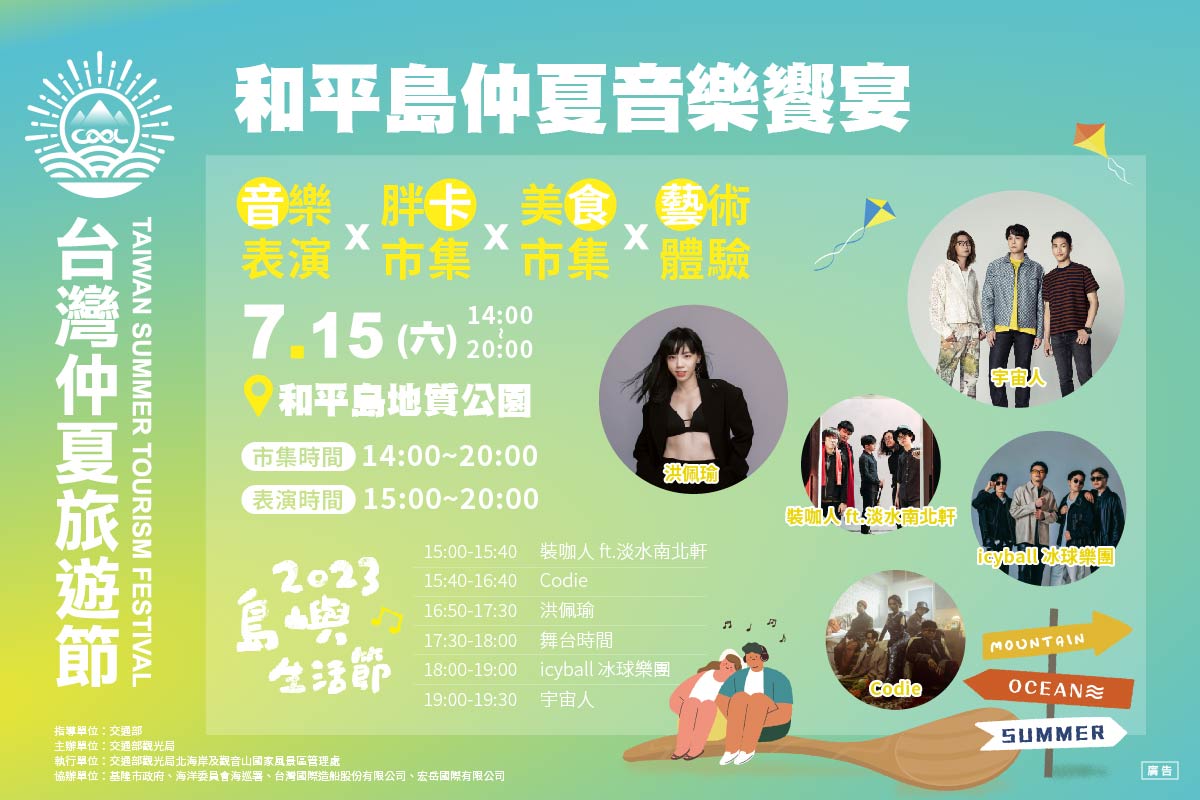 COOL
台灣仲夏旅遊節
TAIWAN SUMMER TOURISM FESTIVAL
和平島仲夏音樂饗宴
音樂表演 x 胖卡市集 x 美食市集 x 藝術體驗
7.15 (六) 14:00~20:00
和平島地質公園
市集時間 14:00~20:00
表演時間 15:00~20:00
2023
島嶼
生活節
15:00-15:40 裝咖人 ft.淡水南北軒
15:40-16:40 Codie
16:50-17:30 洪佩瑜
17:30-18:00 舞台時間
18:00-19:00 icyball 冰球樂團
19:00-19:30 宇宙人
宇宙人
洪佩瑜
裝咖人 ft.淡水南北軒
icyball 冰球樂團
Codie
MOUNTAIN
OCEAN
SUMMER
指導單位：交通部
主辦單位：交通部觀光局
執行單位：交通部觀光局北海岸及觀音山國家風景區管理處
協辦單位：基隆市政府、海洋委員會海巡署、台灣國際造船股份有限公司、宏岳國際有限公司
廣告